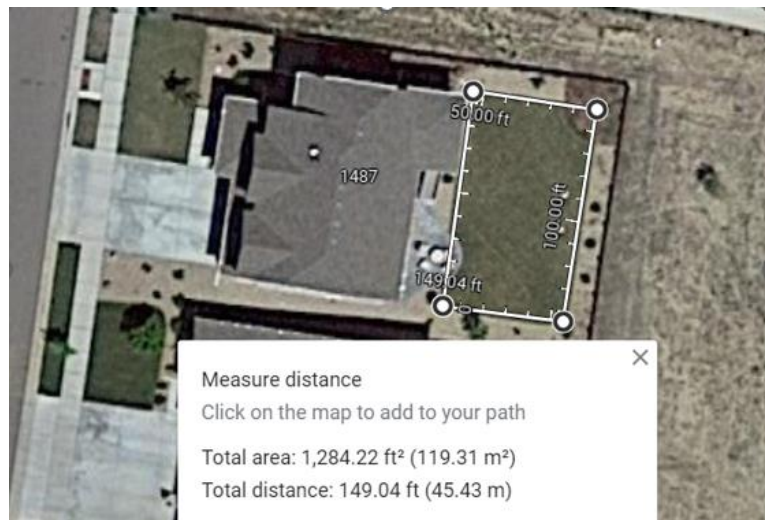 50.00 ft
1487
100.00 ft
149.04 ft
0
Measure distance
Click on the map to add to your path
Total area: 1,284.22 ft² (119.31 m²)
Total distance: 149.04 ft (45.43 m)